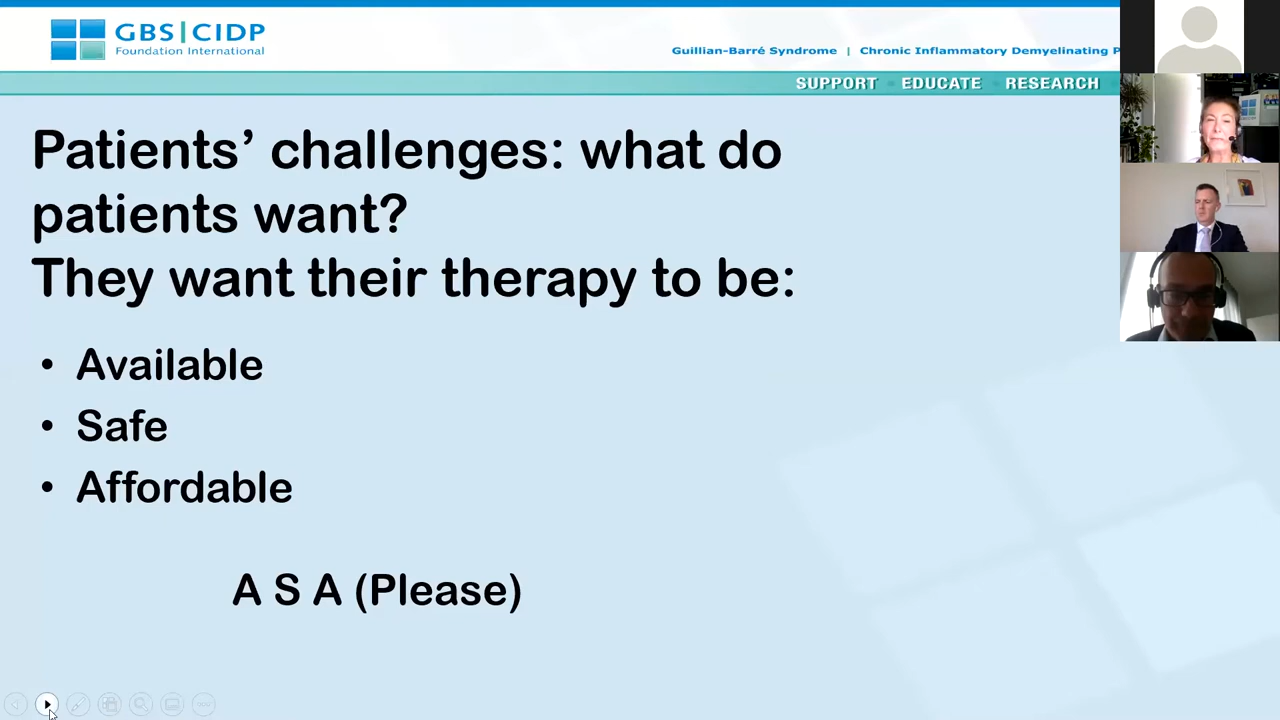 GBS|CIDP
Foundation International
Guillian-Barré Syndrome | Chronic Inflammatory Demyelinating P
SUPPORT EDUCATE RESEARCH
Patients’ challenges: what do
patients want?
They want their therapy to be:
• Available
• Safe
• Affordable
A S A (Please)